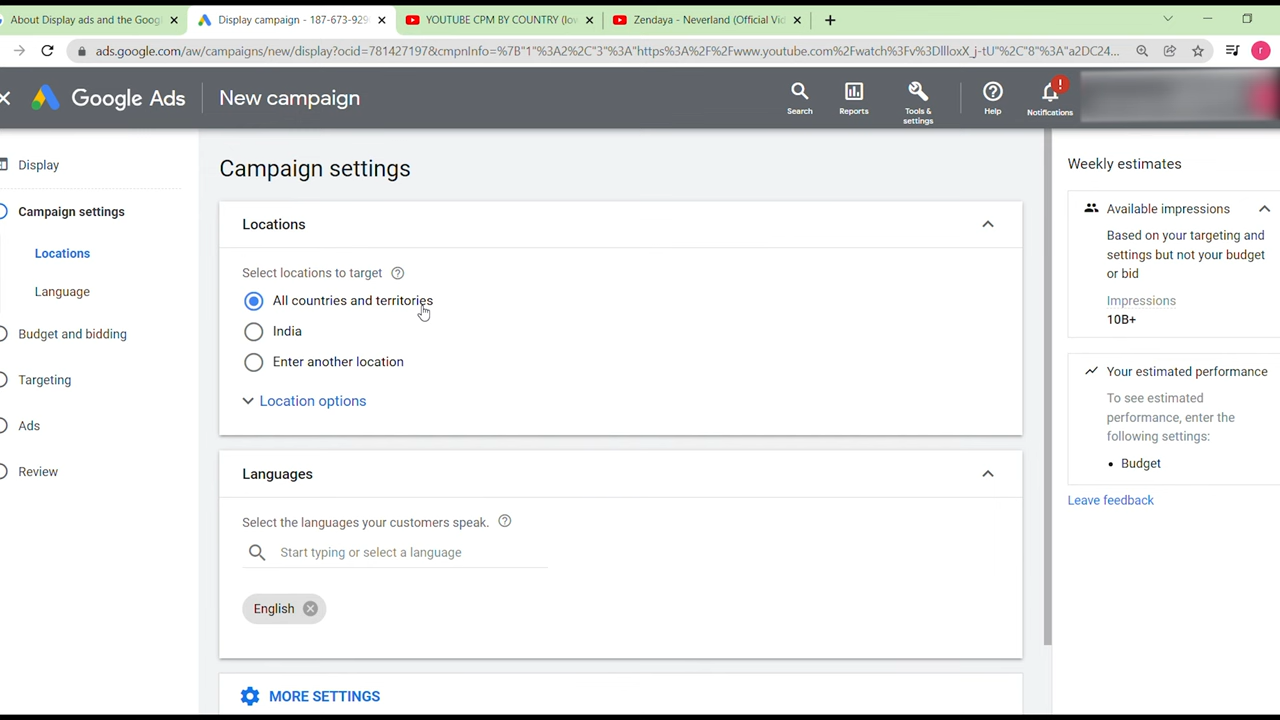 About Display ads and the Googl
Display campaign - 187-673-929
YOUTUBE CPM BY COUNTRY (low
Zendaya - Neverland (Official Vid
ads.google.com/aw/campaigns/new/display?ocid=781427197&cmpnInfo=%7B"1"%3A2%2C"3"%3A"https%3A%2F%2Fwww.youtube.com%2Fwatch%3Fv%3DIlloxX_j-tU"%2C"8"%3A"a2DC24...
r
Google Ads
New campaign
Search
Reports
Tools &
settings
Help
!
Notifications
Display
Campaign settings
Locations
Language
Budget and bidding
Targeting
Ads
Review
Campaign settings
Locations
Select locations to target ?
All countries and territories
India
Enter another location
Location options
Languages
Select the languages your customers speak. ?
Start typing or select a language
English
MORE SETTINGS
Weekly estimates
Available impressions
Based on your targeting and
settings but not your budget
or bid
Impressions
10B+
Your estimated performance
To see estimated
performance, enter the
following settings:
• Budget
Leave feedback